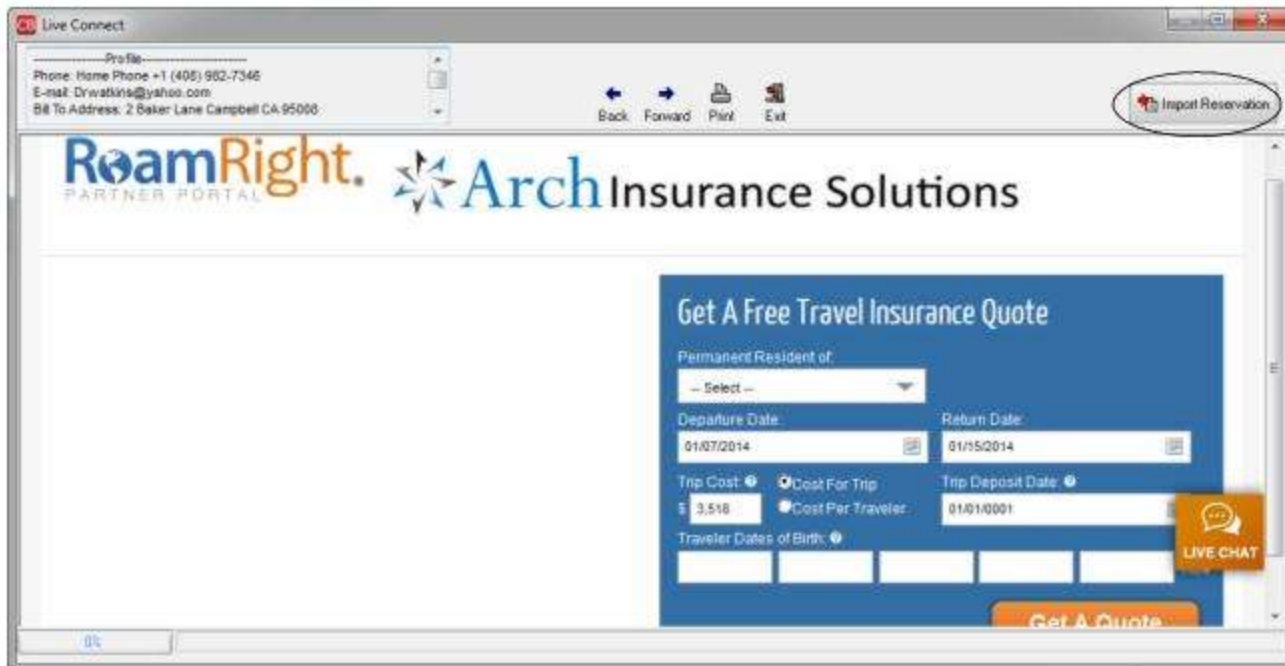 CB Live Connect
---------------Profile----------------------
Phone: Home Phone +1 (408) 982-7346
E-mail: Drwatkins@yahoo.com
Bill To Address: 2 Baker Lane Campbell CA 95008
Back Forward Print Exit
Import Reservation
RoamRight.
PARTNER PORTAL
Arch Insurance Solutions
Get A Free Travel Insurance Quote
Permanent Resident of:
-- Select --
Departure Date: Return Date:
01/07/2014 01/15/2014
Trip Cost: Cost For Trip Trip Deposit Date:
$ 3,518 Cost Per Traveler 01/01/0001
Traveler Dates of Birth:
LIVE CHAT
Get A Quote
0%